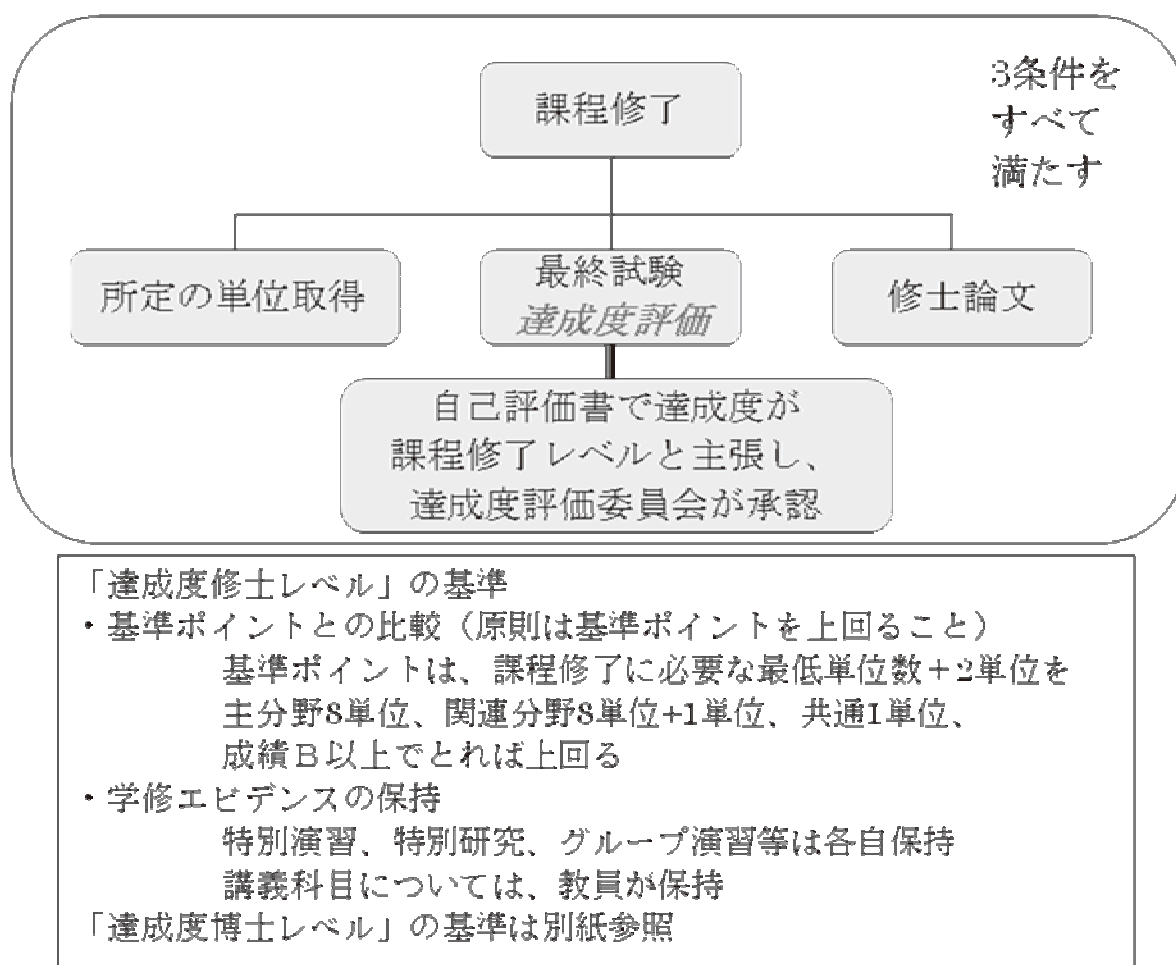 3条件を
すべて
満たす
課程修了
所定の単位取得
最終試験
達成度評価
修士論文
自己評価書で達成度が
課程修了レベルと主張し、
達成度評価委員会が承認
「達成度修士レベル」の基準
・基準ポイントとの比較（原則は基準ポイントを上回ること）
基準ポイントは、課程修了に必要な最低単位数＋2単位を
主分野8単位、関連分野8単位+1単位、共通1単位、
成績Ｂ以上でとれば上回る
・学修エビデンスの保持
特別演習、特別研究、グループ演習等は各自保持
講義科目については、教員が保持
「達成度博士レベル」の基準は別紙参照